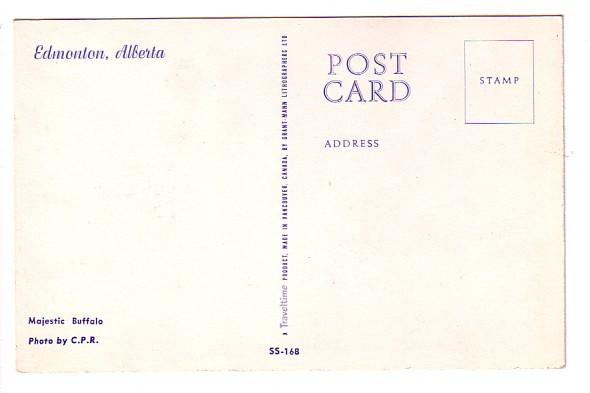 Edmonton, Alberta
Majestic Buffalo
Photo by C.P.R.
A Traveltime PRODUCT, MADE IN VANCOUVER, CANADA, BY GRANT-MANN LITHOGRAPHERS LTD
SS-168
POST
CARD
STAMP
ADDRESS